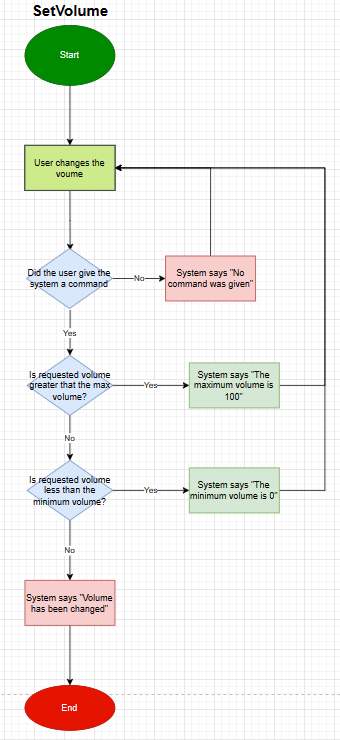 SetVolume
Start
User changes the
voume
Did the user give the
system a command
No
System says "No
command was given"
Yes
Is requested volume
greater that the max
volume?
Yes
System says "The
maximum volume is
100"
No
Is requested volume
less than the
minimum volume?
Yes
System says "The
minimum volume is 0"
No
System says "Volume
has been changed"
End